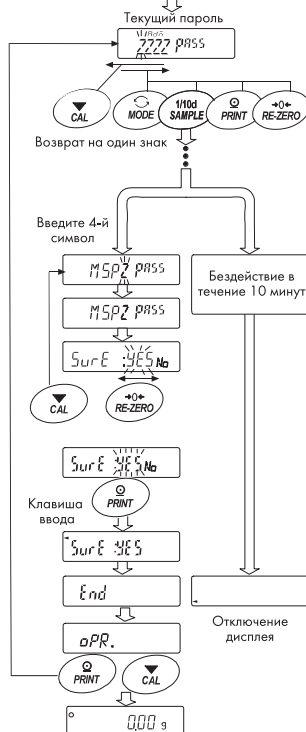 Текущий пароль
2222 PASS
CAL
MODE
1/10d
SAMPLE
PRINT
→0←
RE-ZERO
Возврат на один знак
Введите 4-й
символ
MSP2 PASS
Бездействие в
течение 10 минут
MSP2 PASS
SurE :YES No
CAL
→0←
RE-ZERO
SurE :YES No
PRINT
Клавиша
ввода
SurE :YES
End
Отключение
дисплея
oPR.
PRINT
CAL
0.00 g